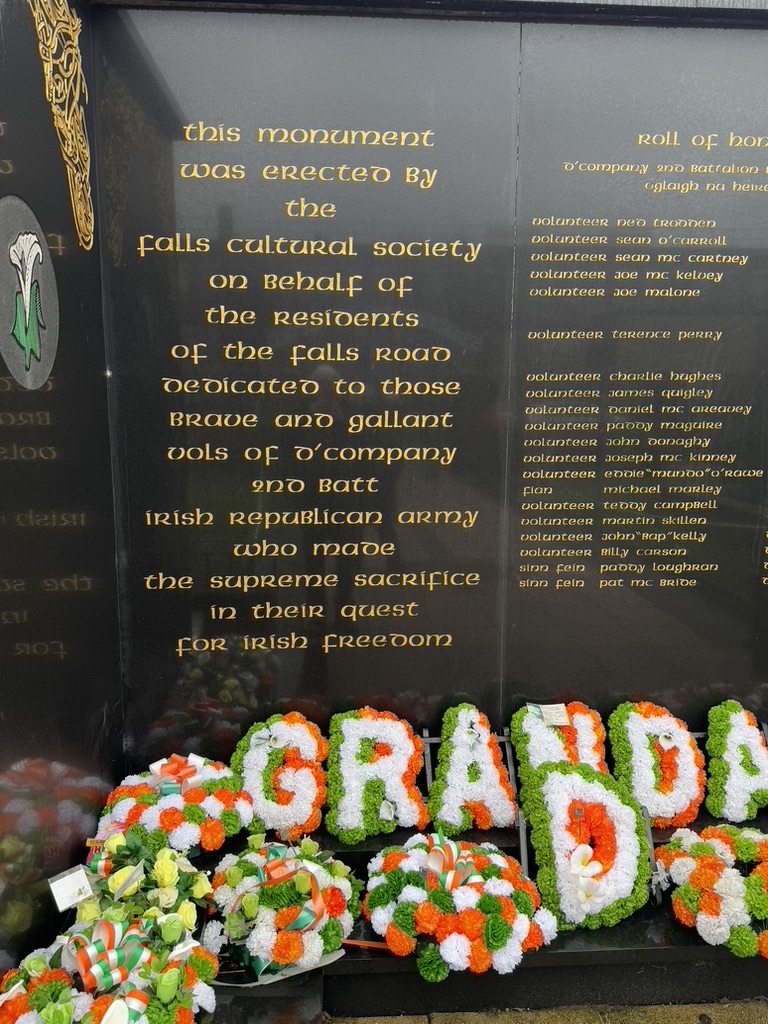 this monument
was erected by
the
falls cultural society
on behalf of
the residents
of the falls road
dedicated to those
brave and gallant
vols of d'company
2nd batt
irish republican army
who made
the supreme sacrifice
in their quest
for irish freedom
roll of
d'company 2nd battalion
óglaigh na
volunteer ned trodden
volunteer sean o'carroll
volunteer sean mc cartney
volunteer joe mc kelvey
volunteer joe malone
volunteer terence perry
volunteer charlie hughes
volunteer james quigley
volunteer daniel mc areavey
volunteer paddy maguire
volunteer john donaghy
volunteer joseph mc kinney
volunteer eddie "mundo" o'rawe
fian michael marley
volunteer teddy campbell
volunteer martin skillen
volunteer john "bap" kelly
volunteer billy carson
sinn fein paddy loughran
sinn fein pat mc bride
GRANDA
D